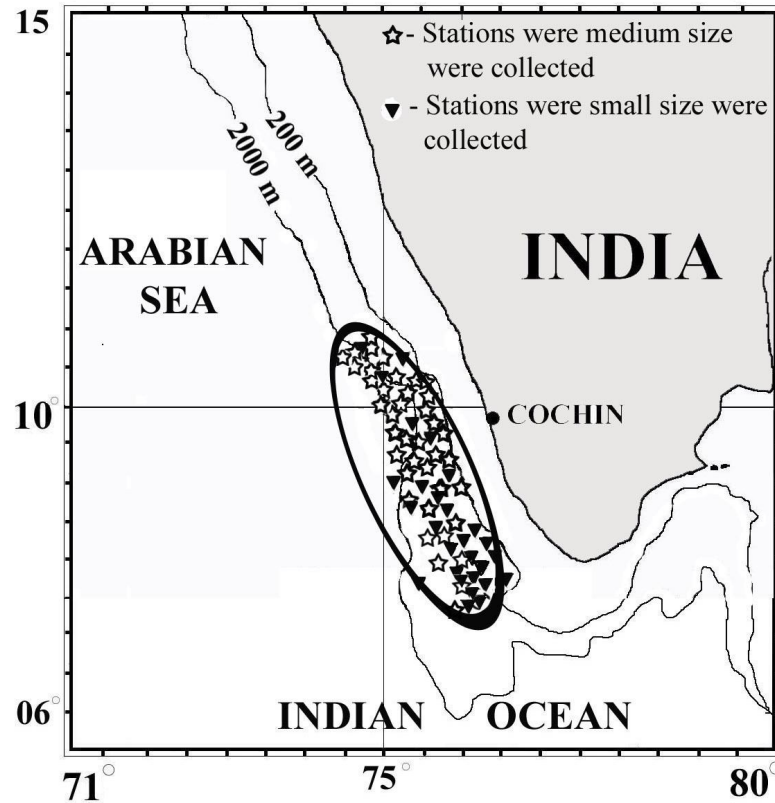 15
☆- Stations were medium size
were collected
▼ - Stations were small size were
collected
200 m
2000 m
ARABIAN
SEA
INDIA
10°
COCHIN
06°
INDIAN OCEAN
71° 75° 80°